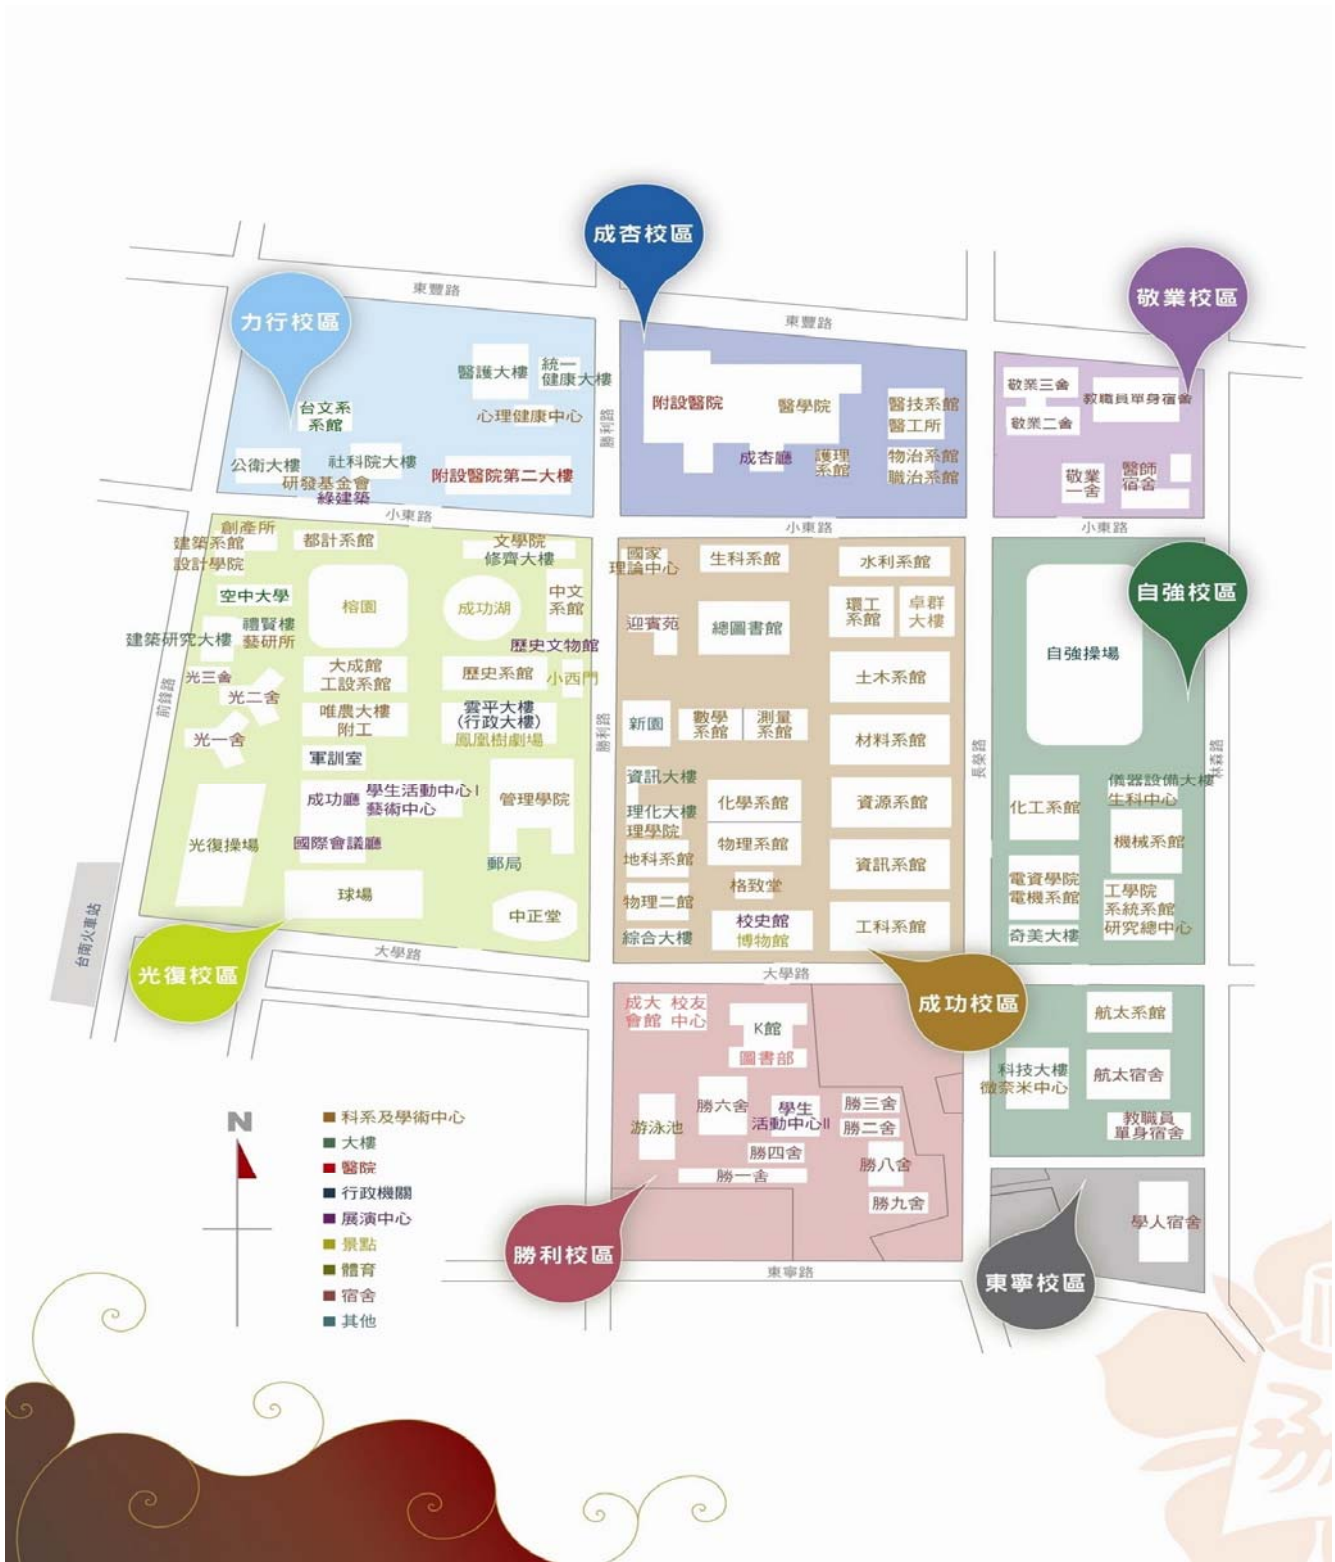 成杏校區
敬業校區
力行校區
東豐路
東豐路
醫護大樓
統一
健康大樓
台文系
系館
心理健康中心
公衛大樓
社科院大樓
研發基金會
綠建築
附設醫院第二大樓
勝利路
附設醫院
醫學院
醫技系館
醫工所
成杏廳
護理
系館
物治系館
職治系館
敬業三舍
教職員單身宿舍
敬業二舍
敬業
一舍
醫師
宿舍
小東路
小東路
小東路
創產所
建築系館
設計學院
都計系館
文學院
修齊大樓
空中大學
榕園
成功湖
中文
系館
禮賢樓
藝研所
建築研究大樓
歷史文物館
大成館
工設系館
歷史系館
小西門
光三舍
光二舍
前鋒路
唯農大樓
附工
雲平大樓
(行政大樓)
鳳凰樹劇場
光一舍
軍訓室
成功廳
學生活動中心I
藝術中心
管理學院
光復操場
國際會議廳
郵局
球場
中正堂
台南火車站
光復校區
大學路
勝利路
國家
理論中心
生科系館
水利系館
迎賓苑
總圖書館
環工
系館
卓群
大樓
土木系館
新園
數學
系館
測量
系館
材料系館
資訊大樓
理化大樓
理學院
化學系館
資源系館
地科系館
物理系館
資訊系館
物理二館
格致堂
綜合大樓
校史館
博物館
工科系館
大學路
成功校區
長榮路
自強校區
自強操場
林森路
儀器設備大樓
生科中心
化工系館
機械系館
電資學院
電機系館
工學院
系統系館
研究總中心
奇美大樓
航太系館
科技大樓
微奈米中心
航太宿舍
教職員
單身宿舍
成大 校友
會館 中心
K館
圖書部
游泳池
勝六舍
學生
活動中心II
勝三舍
勝二舍
勝四舍
勝一舍
勝八舍
勝九舍
勝利校區
東寧路
東寧校區
學人宿舍
N
科系及學術中心
大樓
醫院
行政機關
展演中心
景點
體育
宿舍
其他